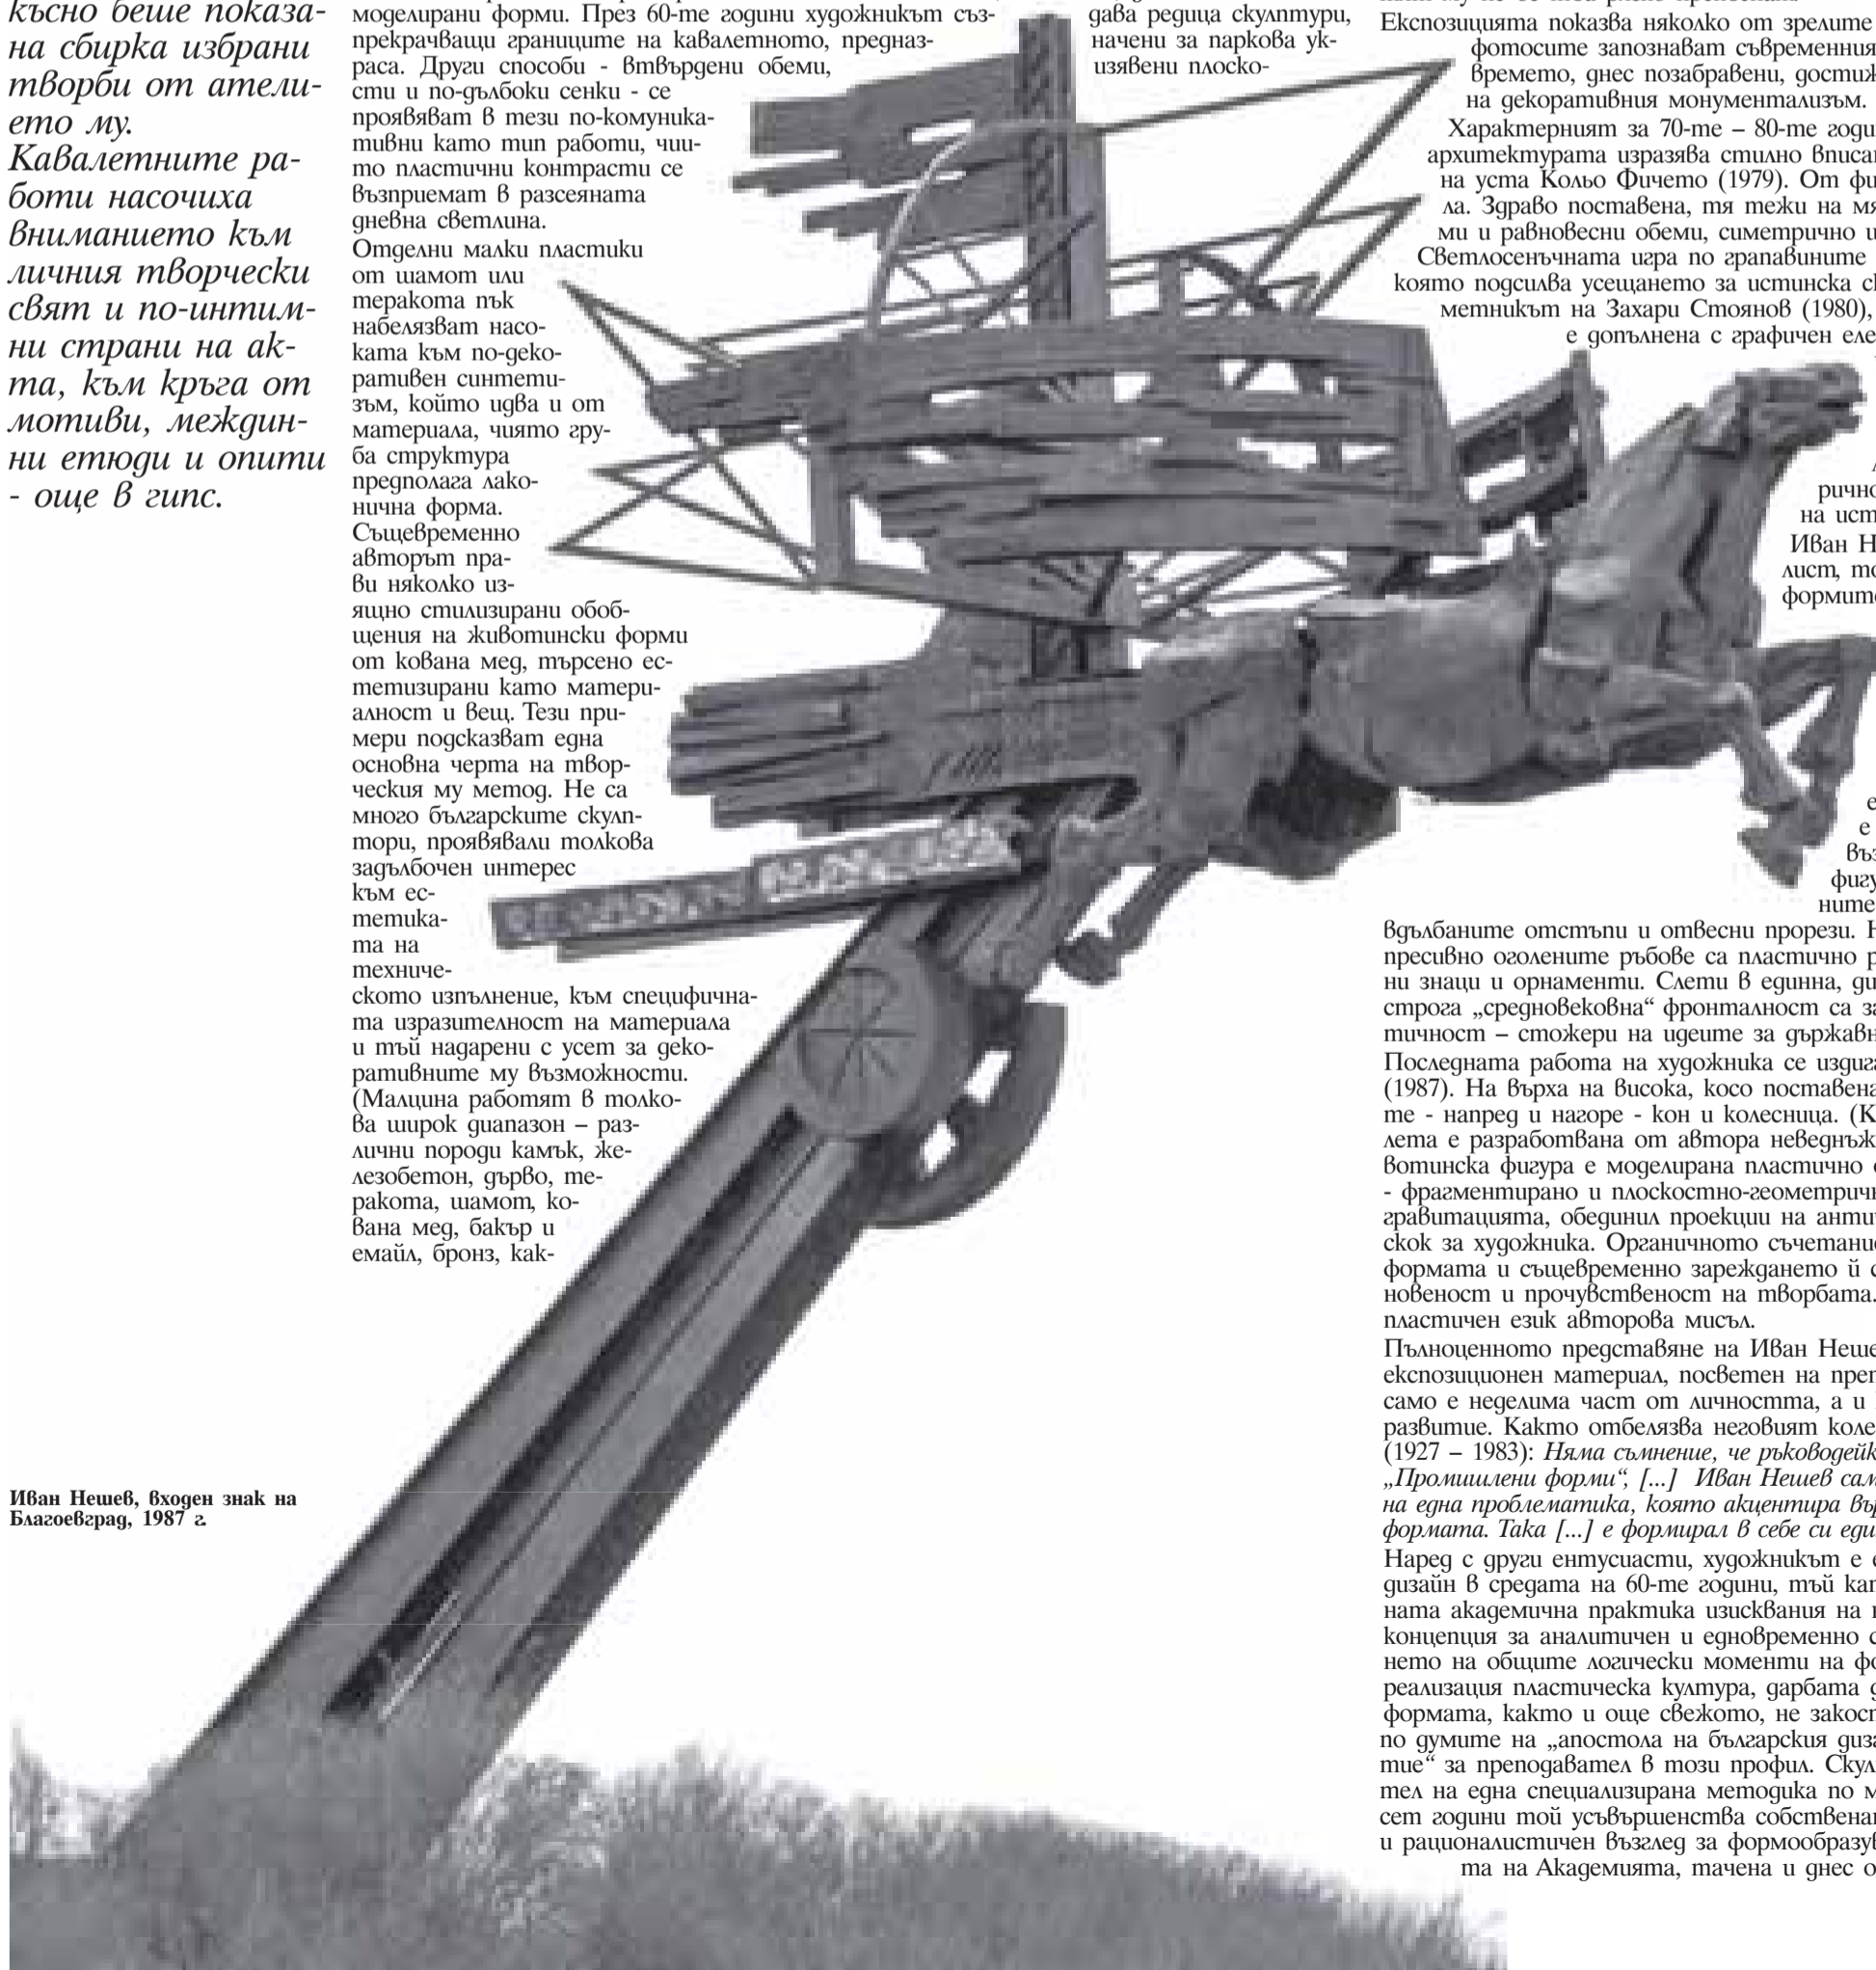 късно беше показа-
на сбирка избрани
творби от атели-
ето му.
Кавалетните ра-
боти насочиха
вниманието към
личния творчески
свят и по-интим-
ни страни на ак-
та, към кръга от
мотиви, междин-
ни етюди и опити
- още в гипс.
Иван Нешев, входен знак на
Благоевград, 1987 г.
моделирани форми. През 60-те години художникът съз-
дава редица скулптури,
прекрачващи границите на кавалетното, предназ-
начени за паркова ук-
раса. Други способи - втвърдени обеми,
изявени плоско-
сти и по-дълбоки сенки - се
проявяват в тези по-комуника-
тивни като тип работи, чии-
то пластични контрасти се
възприемат в разсеяната
дневна светлина.
Отделни малки пластики
от шамот или
теракота пък
набелязват насо-
ката към по-деко-
ративен синтети-
зъм, който идва и от
материала, чиято гру-
ба структура
предполага лако-
нична форма.
Същевременно
авторът пра-
ви няколко из-
ящно стилизирани обоб-
щения на животински форми
от кована мед, търсено ес-
тетизирани като матери-
алност и вещ. Тези при-
мери подсказват една
основна черта на твор-
ческия му метод. Не са
много българските скулп-
тори, проявявали толкова
задълбочен интерес
към ес-
тетика-
та на
техниче-
ското изпълнение, към специфична-
та изразителност на материала
и тъй надарени с усет за деко-
ративните му възможности.
(Малцина работят в толко-
ва широк диапазон – раз-
лични породи камък, же-
лезобетон, дърво, те-
ракота, шамот, ко-
вана мед, бакър и
емайл, бронз, как-
Експозицията показва няколко от зрелите
фотосите запознават съвременния
времето, днес позабравени, достиж
на декоративния монументализъм.
Характерният за 70-те – 80-те годи
архитектурата изразява стилно вписа
на уста Кольо Фичето (1979). От фи
ла. Здраво поставена, тя тежи на мя
ми и равновесни обеми, симетрично и
Светлосенъчната игра по грапавините
която подсилва усещането за истинска с
метникът на Захари Стоянов (1980),
е допълнена с графичен еле
рично
на ист
Иван Н
лист, то
формит
е
е
въз
фигу
ните
вдълбаните отстъпи и отвесни прорези. Н
пресивно оголените ръбове са пластично р
ни знаци и орнаменти. Слети в единна, ди
строга „средновековна“ фронталност са за
тичност – стожери на идеите за държавн
Последната работа на художника се издига
(1987). На върха на висока, косо поставена
те - напред и нагоре - кон и колесница. (К
лета е разработвана от автора неведнъж
вотинска фигура е моделирана пластично
- фрагментирано и плоскостно-геометричн
гравитацията, обединил проекции на анти
скок за художника. Органичното съчетани
формата и същевременно зареждането й с
новеност и прочувственост на творбата.
пластичен език авторова мисъл.
Пълноценното представяне на Иван Неше
експозиционен материал, посветен на преп
само е неделима част от личността, а и
развитие. Както отбелязва неговият коле
(1927 – 1983): Няма съмнение, че ръководейк
„Промишлени форми“, [...] Иван Нешев сам
на една проблематика, която акцентира въ
формата. Така [...] е формирал в себе си еди
Наред с други ентусиасти, художникът е
дизайн в средата на 60-те години, тъй кат
ната академична практика изисквания на
концепция за аналитичен и едновременно с
нето на общите логически моменти на фо
реализация пластическа култура, дарбата
формата, както и още свежото, не закост
по думите на „апостола на българския диза
тие“ за преподавател в този профил. Скул
тел на една специализирана методика по м
сет години той усъвършенства собствена
и рационалистичен възглед за формообразу
та на Академията, тачена и днес о